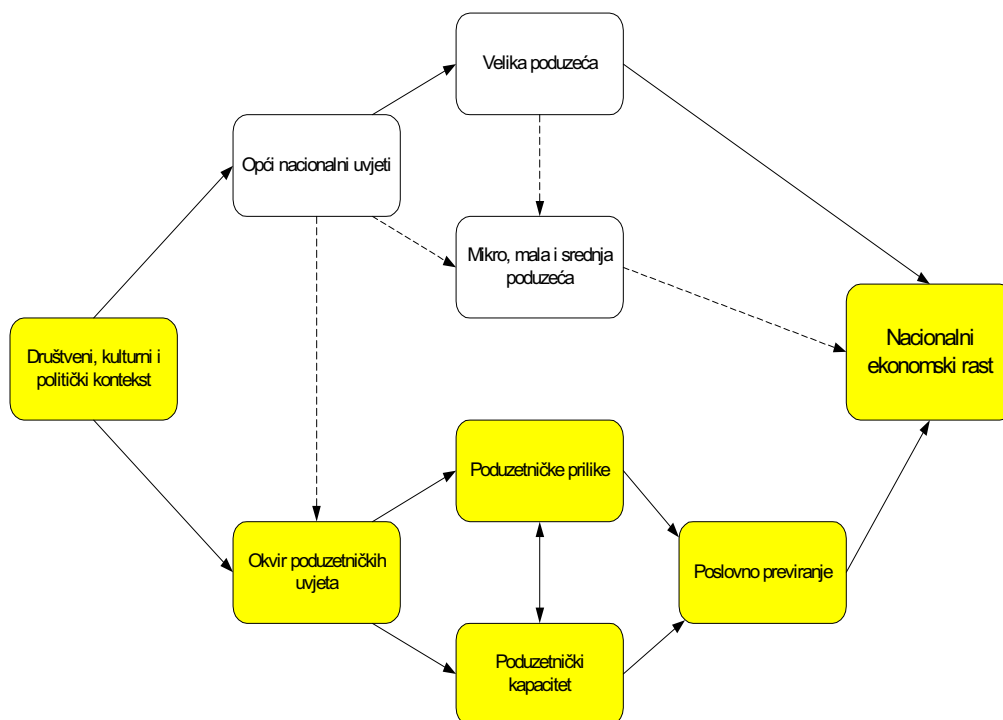 Velika poduzeća
Opći nacionalni uvjeti
Mikro, mala i srednja
poduzeća
Društveni, kulturni i
politički kontekst
Nacionalni
ekonomski rast
Poduzetničke prilike
Okvir poduzetničkih
uvjeta
Poslovno previranje
Poduzetnički
kapacitet